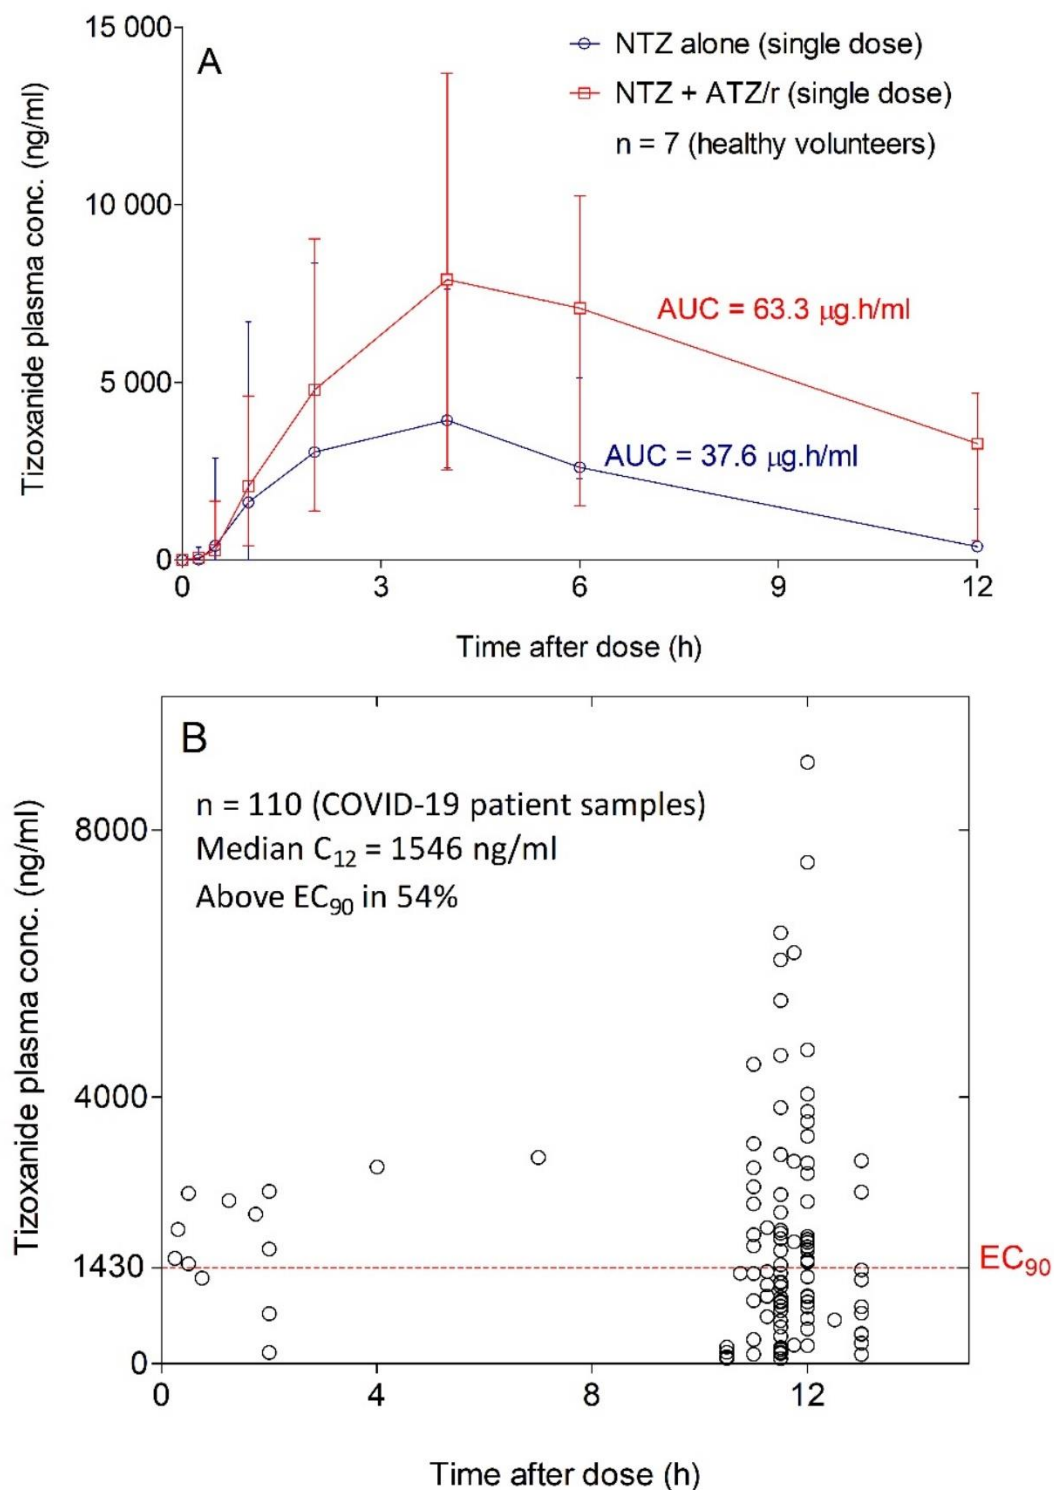 15 000
A
NTZ alone (single dose)
NTZ + ATZ/r (single dose)
n = 7 (healthy volunteers)
10 000
AUC = 63.3 μg.h/ml
5 000
AUC = 37.6 μg.h/ml
0
0 3 6 9 12
Time after dose (h)
Tizoxanide plasma conc. (ng/ml)
B
n = 110 (COVID-19 patient samples)
8000
Median C₁₂ = 1546 ng/ml
Above EC₉₀ in 54%
4000
1430
EC₉₀
0
0 4 8 12
Time after dose (h)
Tizoxanide plasma conc. (ng/ml)